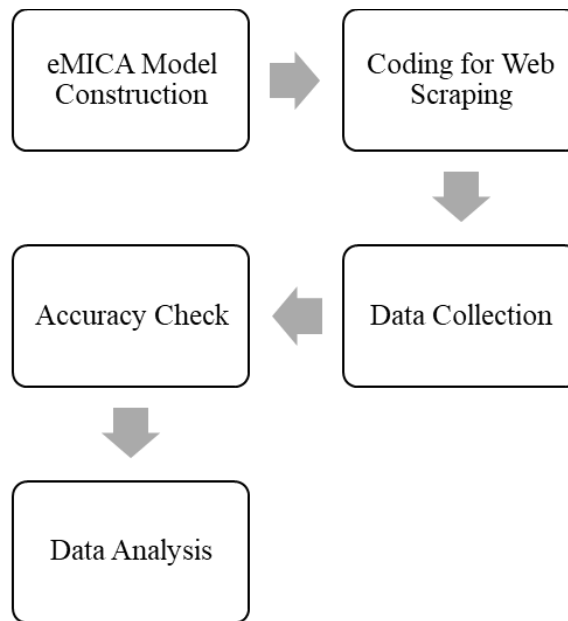 eMICA Model
Construction
Coding for Web
Scraping
Data Collection
Accuracy Check
Data Analysis